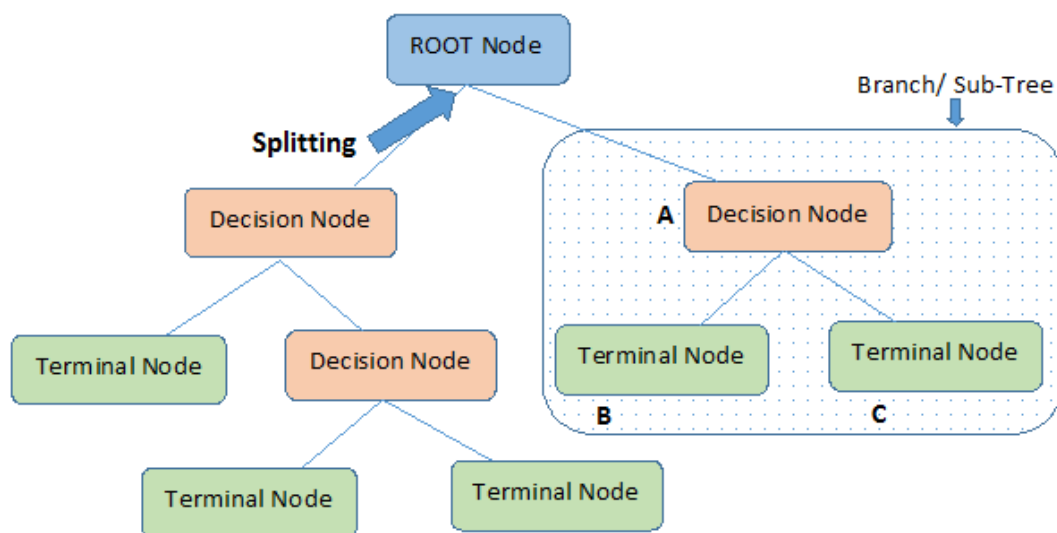 ROOT Node
Branch/ Sub-Tree
Splitting
Decision Node
A
Decision Node
Terminal Node
Decision Node
Terminal Node
Terminal Node
B
C
Terminal Node
Terminal Node